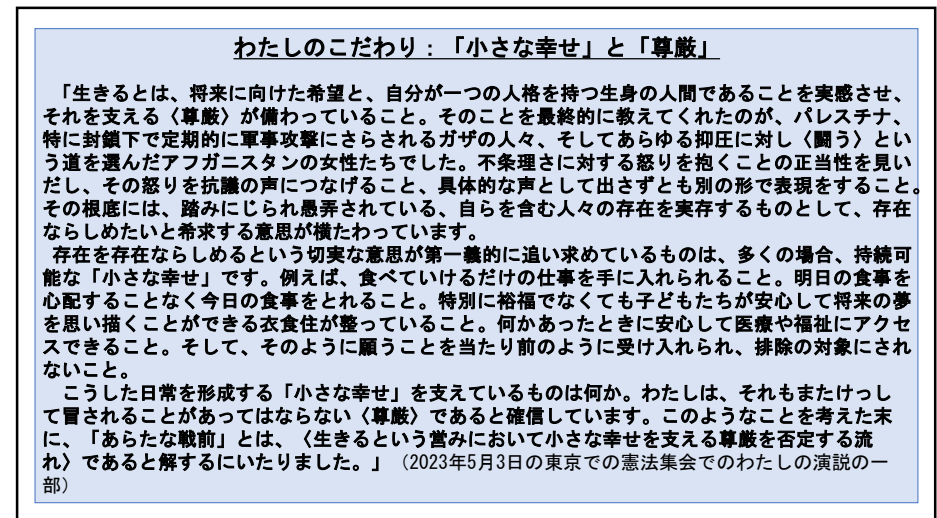 わたしのこだわり：「小さな幸せ」と「尊厳」
「生きるとは、将来に向けた希望と、自分が一つの人格を持つ生身の人間であることを実感させ、
それを支える〈尊厳〉が備わっていること。そのことを最終的に教えてくれたのが、パレスチナ、
特に封鎖下で定期的に軍事攻撃にさらされるガザの人々、そしてあらゆる抑圧に対し〈闘う〉とい
う道を選んだアフガニスタンの女性たちでした。不条理さに対する怒りを抱くことの正当性を見い
だし、その怒りを抗議の声につなげること、具体的な声として出さずとも別の形で表現をすること。
その根底には、踏みにじられ愚弄されている、自らを含む人々の存在を実存するものとして、存在
ならしめたいと希求する意思が横たわっています。
存在を存在ならしめるという切実な意思が第一義的に追い求めているものは、多くの場合、持続可
能な「小さな幸せ」です。例えば、食べていけるだけの仕事を手に入れられること。明日の食事を
心配することなく今日の食事をとれること。特別に裕福でなくても子どもたちが安心して将来の夢
を思い描くことができる衣食住が整っていること。何かあったときに安心して医療や福祉にアクセ
スできること。そして、そのように願うことを当たり前のように受け入れられ、排除の対象にされ
ないこと。
こうした日常を形成する「小さな幸せ」を支えているものは何か。わたしは、それもまたけっし
て冒されることがあってはならない〈尊厳〉であると確信しています。このようなことを考えた末
に、「あらたな戦前」とは、〈生きるという営みにおいて小さな幸せを支える尊厳を否定する流
れ〉であると解するにいたりました。」（2023年5月3日の東京での憲法集会でのわたしの演説の一
部）